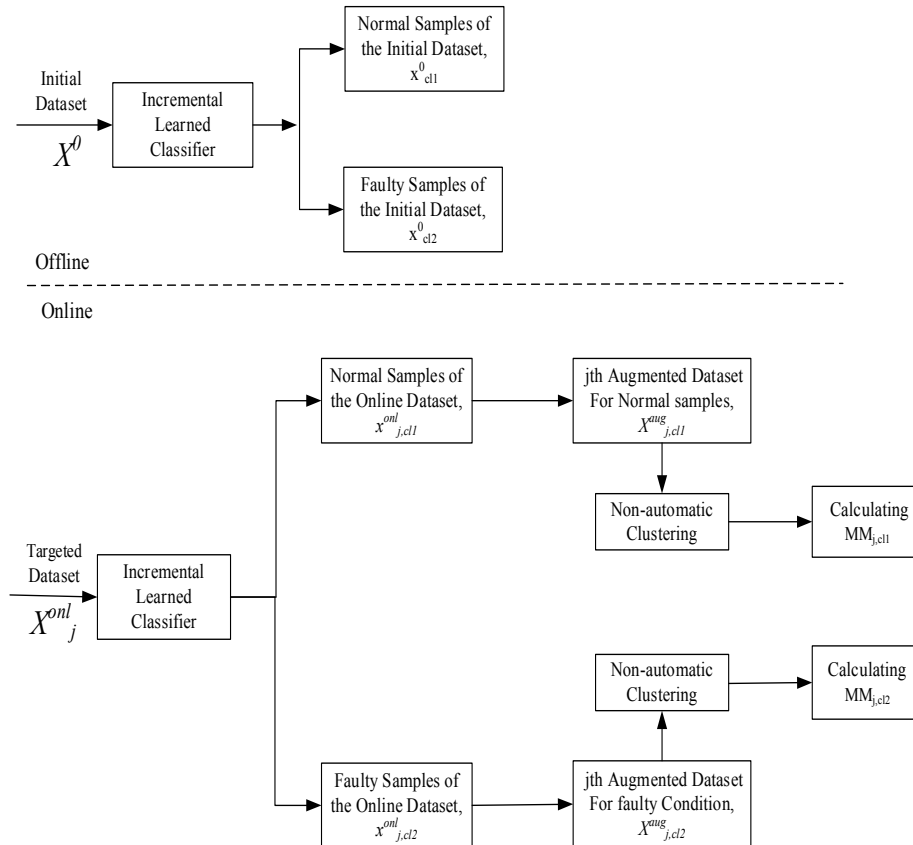 Normal Samples of
the Initial Dataset,
x⁰cl1
Initial
Dataset
X⁰
Incremental
Learned
Classifier
Faulty Samples of
the Initial Dataset,
x⁰cl2
Offline
Online
Normal Samples of
the Online Dataset,
x^onl_j,cl1
jth Augmented Dataset
For Normal samples,
X^aug_j,cl1
Non-automatic
Clustering
Calculating
MM_j,cl1
Targeted
Dataset
X^onl_j
Incremental
Learned
Classifier
Non-automatic
Clustering
Calculating
MM_j,cl2
Faulty Samples of
the Online Dataset,
x^onl_j,cl2
jth Augmented Dataset
For faulty Condition,
X^aug_j,cl2